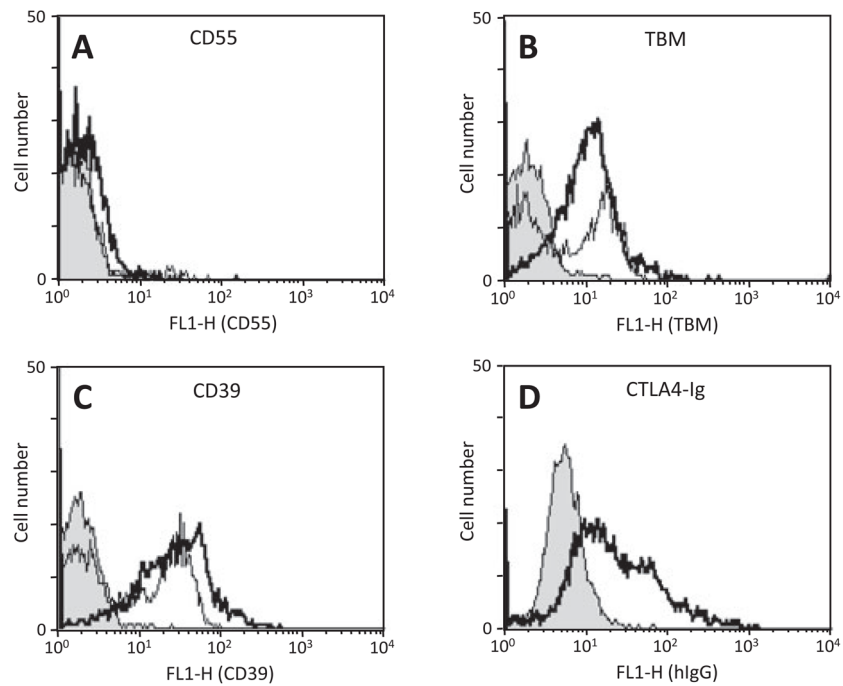 50
A
CD55
Cell number
0
10⁰ 10¹ 10² 10³ 10⁴
FL1-H (CD55)
50
B
TBM
Cell number
0
10⁰ 10¹ 10² 10³ 10⁴
FL1-H (TBM)
50
C
CD39
Cell number
0
10⁰ 10¹ 10² 10³ 10⁴
FL1-H (CD39)
50
D
CTLA4-Ig
Cell number
0
10⁰ 10¹ 10² 10³ 10⁴
FL1-H (hIgG)